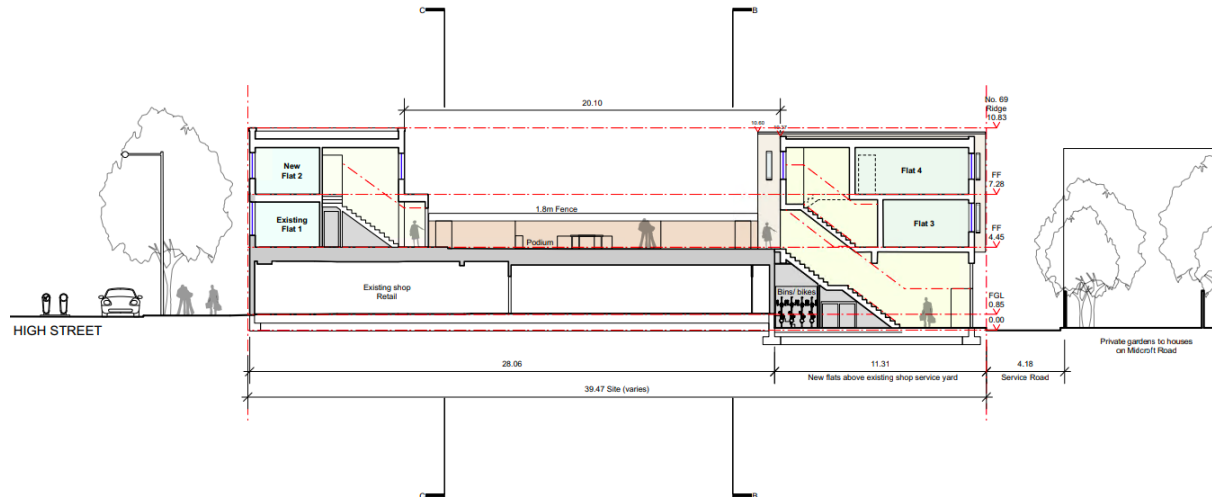 C
B
20.10
No. 69
Ridge
10.83
10.60
10.37
New
Flat 2
Flat 4
FF
7.28
1.8m Fence
Existing
Flat 1
Flat 3
Podium
FF
4.45
Existing shop
Retail
Bins/ bikes
FGL
0.85
0.00
HIGH STREET
Private gardens to houses
on Midcroft Road
28.06
11.31
4.18
New flats above existing shop service yard
Service Road
39.47 Site (varies)
C
B